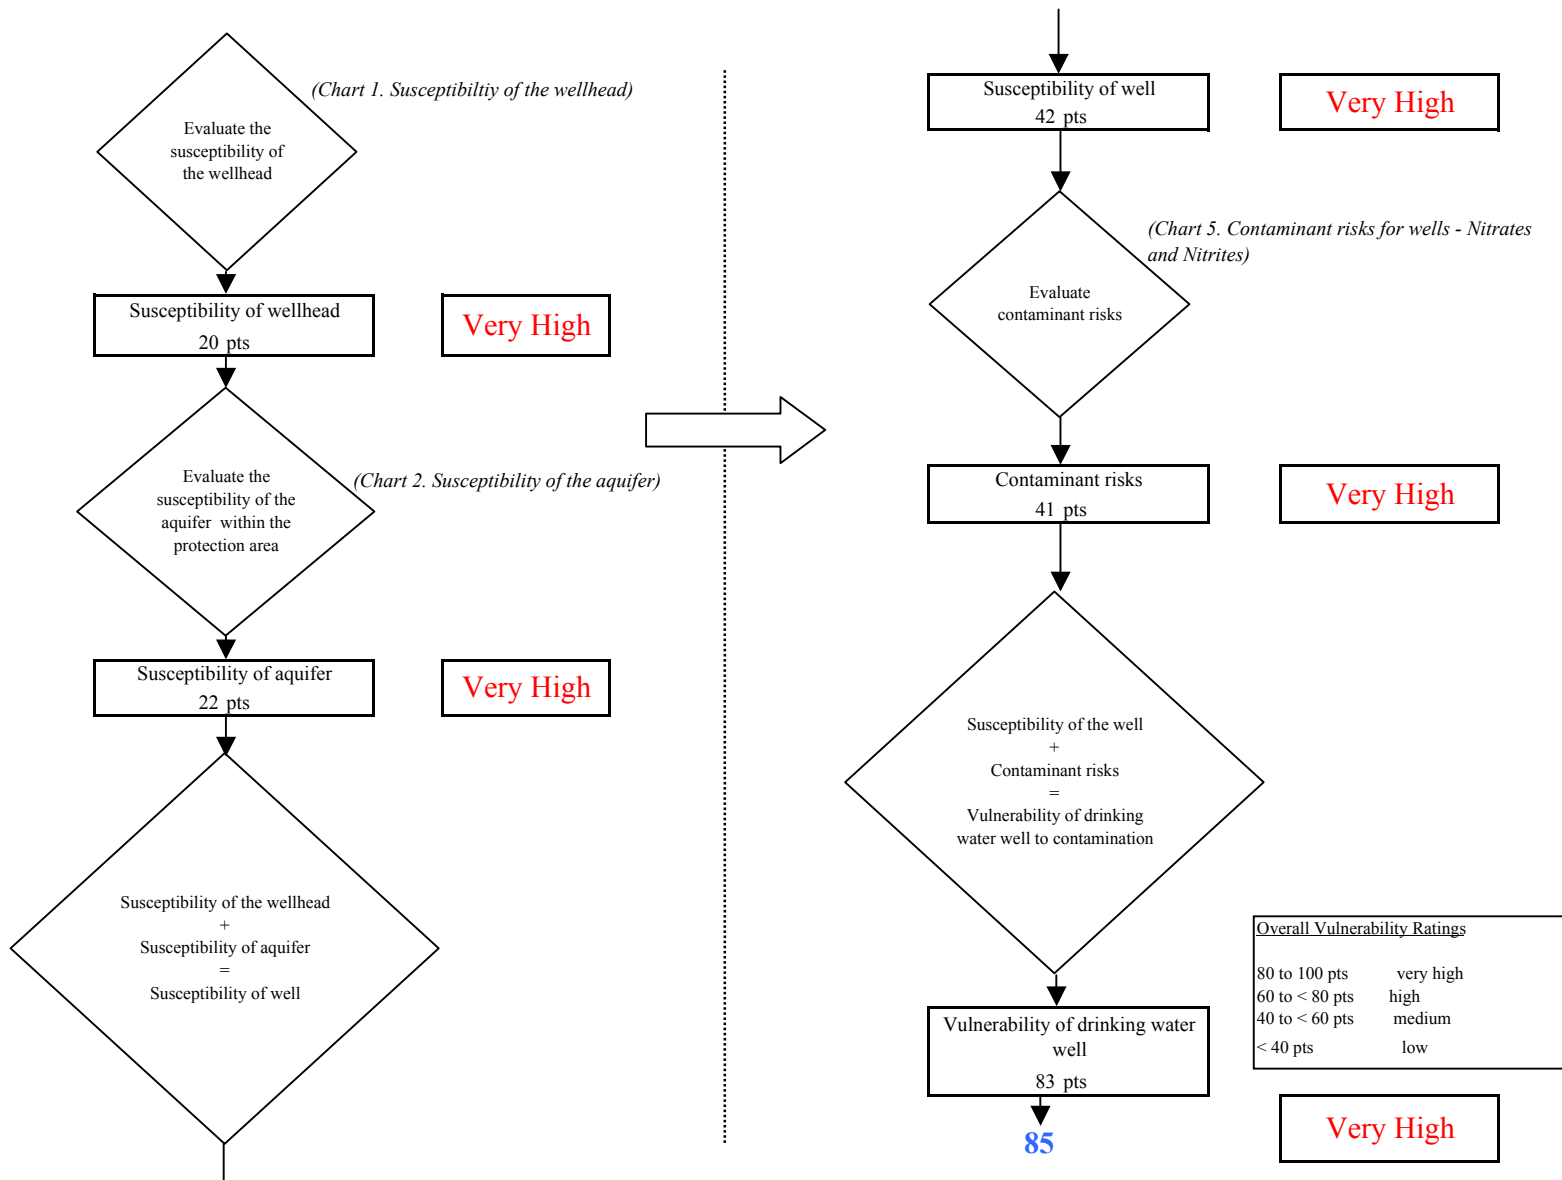 (Chart 1. Susceptibiltiy of the wellhead)
Evaluate the
susceptibility of
the wellhead
Susceptibility of wellhead
20 pts
Very High
Evaluate the
susceptibility of the
aquifer within the
protection area
(Chart 2. Susceptibility of the aquifer)
Susceptibility of aquifer
22 pts
Very High
Susceptibility of the wellhead
+
Susceptibility of aquifer
=
Susceptibility of well
Susceptibility of well
42 pts
Very High
(Chart 5. Contaminant risks for wells - Nitrates
and Nitrites)
Evaluate
contaminant risks
Contaminant risks
41 pts
Very High
Susceptibility of the well
+
Contaminant risks
=
Vulnerability of drinking
water well to contamination
Overall Vulnerability Ratings
80 to 100 pts very high
60 to < 80 pts high
40 to < 60 pts medium
< 40 pts low
Vulnerability of drinking water
well
83 pts
85
Very High